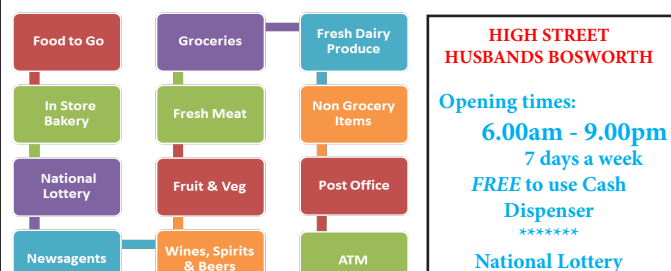 Food to Go
In Store
Bakery
National
Lottery
Newsagents
Groceries
Fresh Meat
Fruit & Veg
Wines, Spirits
& Beers
Fresh Dairy
Produce
Non Grocery
Items
Post Office
ATM
HIGH STREET
HUSBANDS BOSWORTH
Opening times:
6.00am - 9.00pm
7 days a week
FREE to use Cash
Dispenser
*******
National Lottery